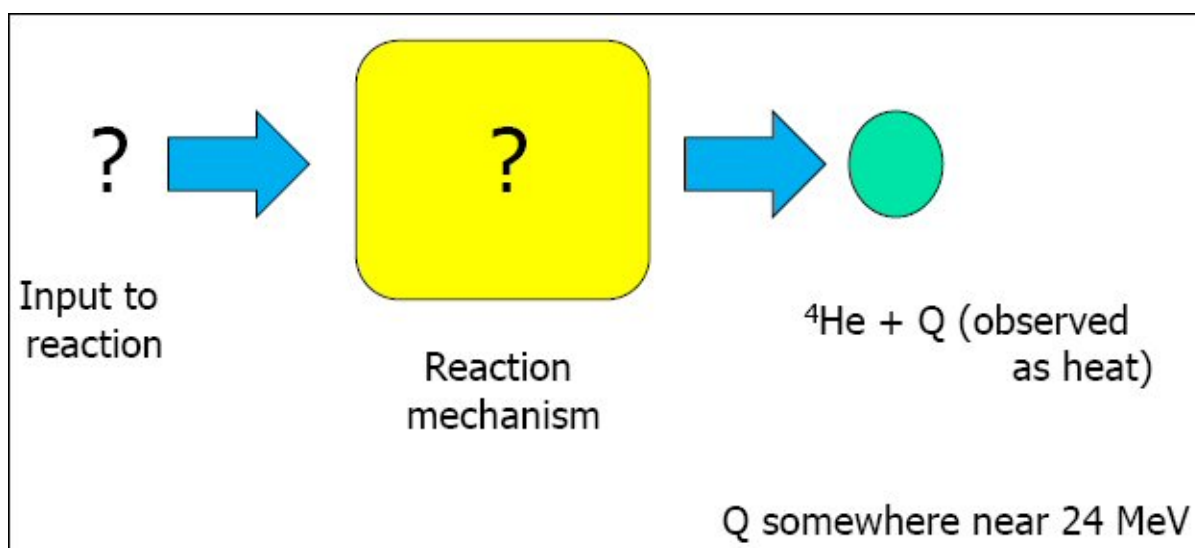 ?
?
Input to
reaction
Reaction
mechanism
⁴He + Q (observed
as heat)
Q somewhere near 24 MeV